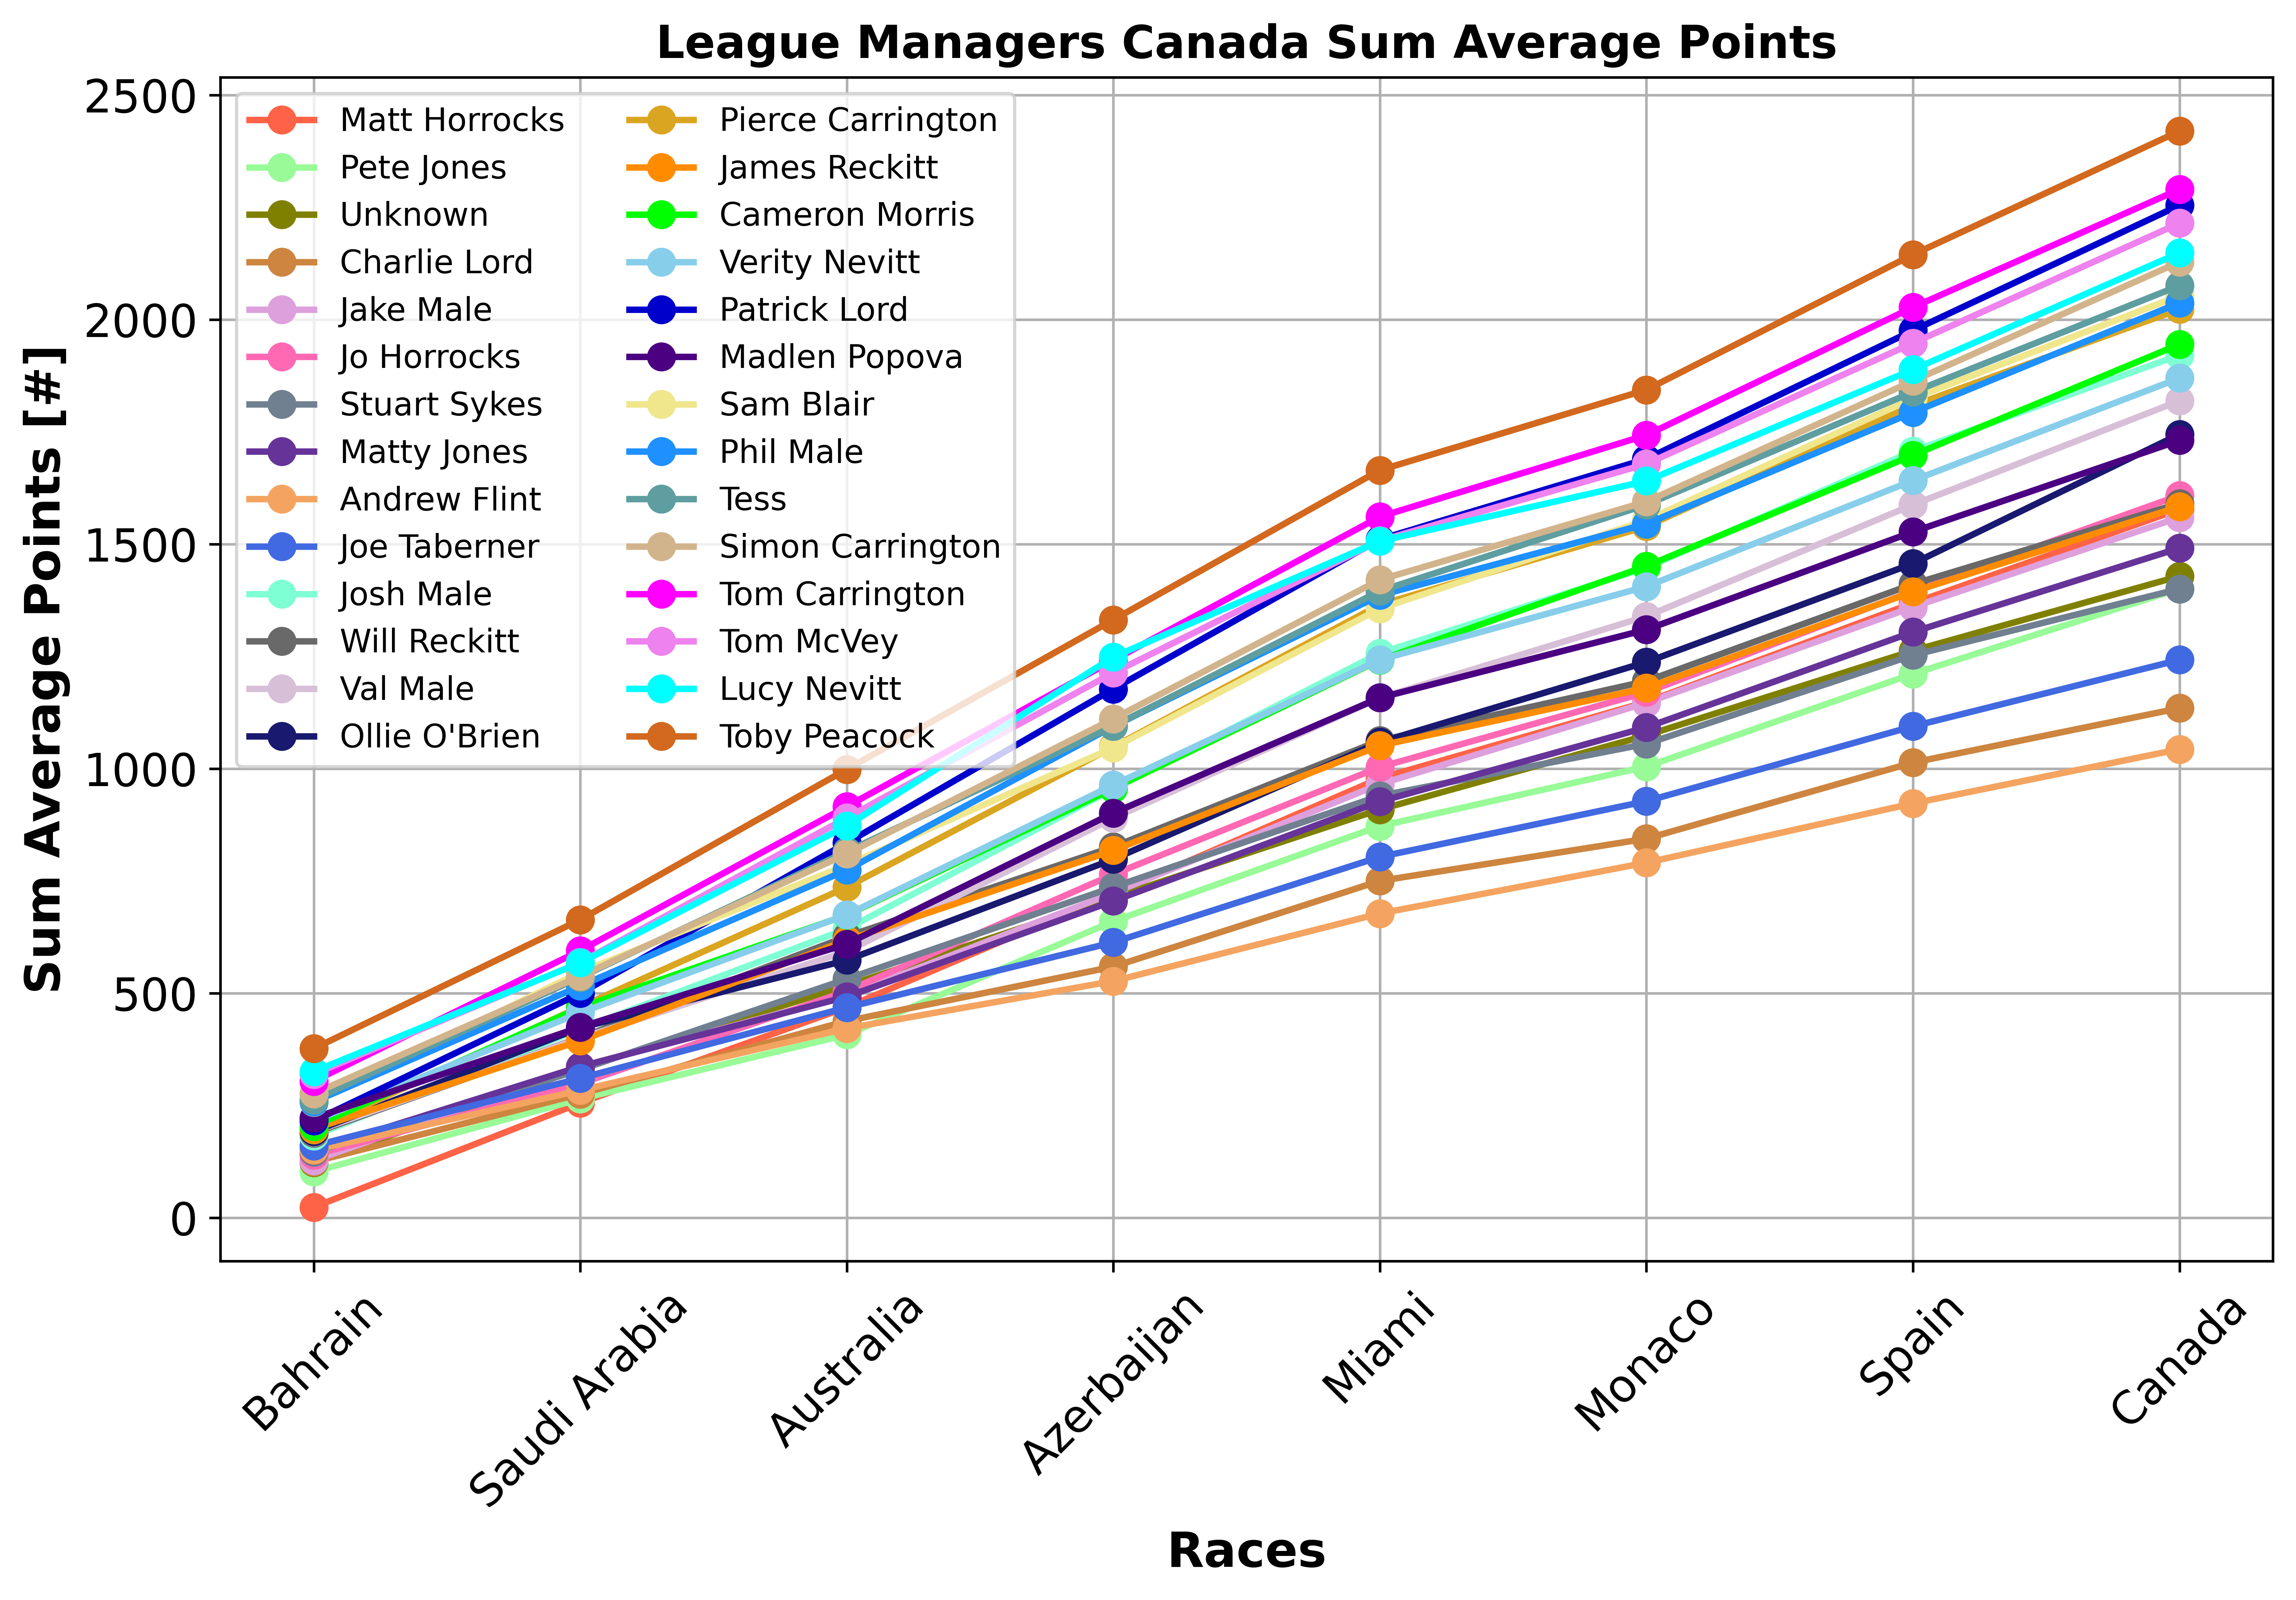 League Managers Canada Sum Average Points
Sum Average Points [#]
2500
2000
1500
1000
500
0
Matt Horrocks
Pete Jones
Unknown
Charlie Lord
Jake Male
Jo Horrocks
Stuart Sykes
Matty Jones
Andrew Flint
Joe Taberner
Josh Male
Will Reckitt
Val Male
Ollie O'Brien
Pierce Carrington
James Reckitt
Cameron Morris
Verity Nevitt
Patrick Lord
Madlen Popova
Sam Blair
Phil Male
Tess
Simon Carrington
Tom Carrington
Tom McVey
Lucy Nevitt
Toby Peacock
Bahrain
Saudi Arabia
Australia
Azerbaijan
Miami
Monaco
Spain
Canada
Races